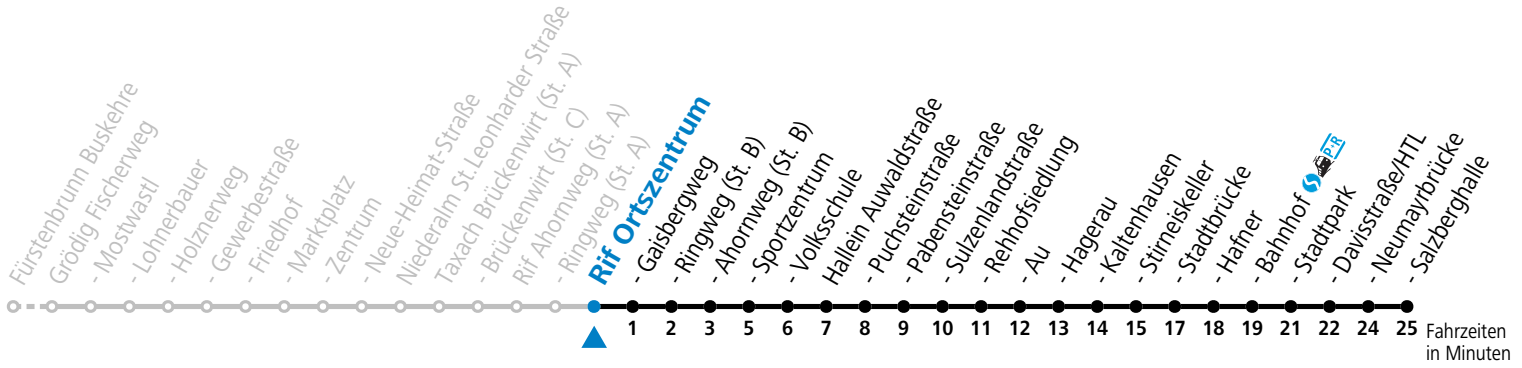 Fürstenbrunn Buskehre
Grödig Fischerweg
- Mostwastl
- Lohnerbauer
- Holznerweg
- Gewerbestraße
- Friedhof
- Marktplatz
- Zentrum
- Neue-Heimat-Straße
Niederalm St.Leonharder Straße
Taxach Brückenwirt (St. A)
- Brückenwirt (St. C)
Rif Ahornweg (St. A)
- Ringweg (St. A)
Rif Ortszentrum
- Gaisbergweg
- Ringweg (St. B)
- Ahornweg (St. B)
- Sportzentrum
- Volksschule
Hallein Auwaldstraße
- Puchsteinstraße
- Pabensteinstraße
- Sulzenlandstraße
- Rehhofsiedlung
- Au
- Hagerau
- Kaltenhausen
- Stirneiskeller
- Stadtbrücke
- Hafner
- Bahnhof P+R
- Stadtpark
- Davisstraße/HTL
- Neumayrbrücke
- Salzberghalle
1 2 3 5 6 7 8 9 10 11 12 13 14 15 17 18 19 21 22 24 25 Fahrzeiten
in Minuten